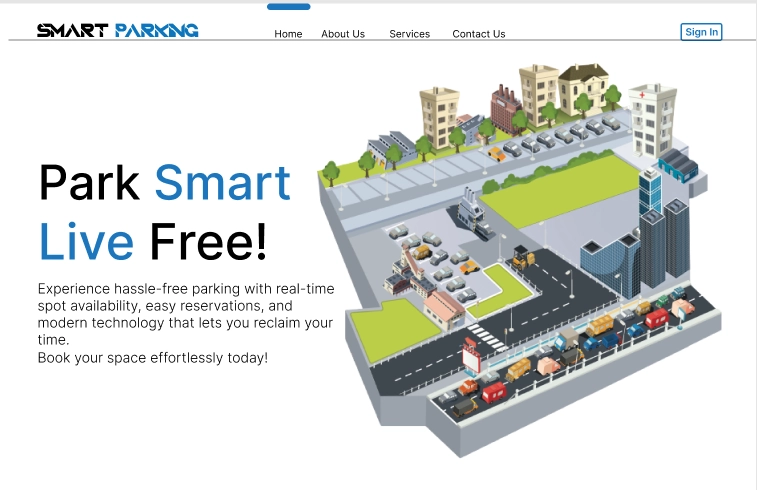 SMART PARKING
Home
About Us
Services
Contact Us
Sign In
Park Smart
Live Free!
Experience hassle-free parking with real-time
spot availability, easy reservations, and
modern technology that lets you reclaim your
time.
Book your space effortlessly today!